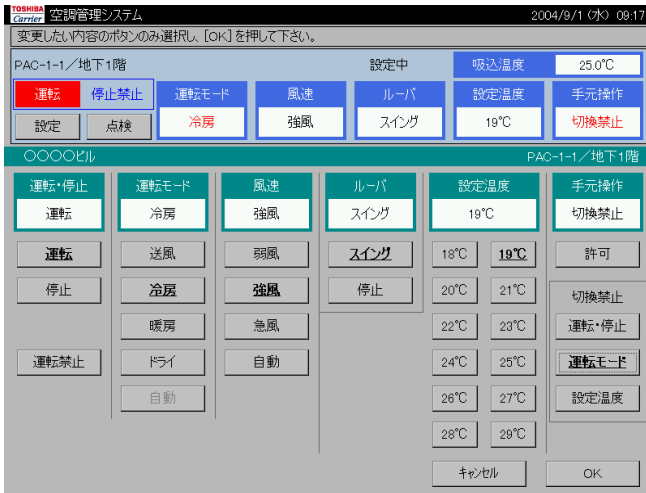 TOSHIBA
Carrier 空調管理システム 2004/9/1 (水) 09:17
変更したい内容のボタンのみ選択し、[OK]を押して下さい。
PAC-1-1／地下1階 設定中 吸込温度 25.0℃
運転 停止禁止 運転モード 風速 ルーバ 設定温度 手元操作
設定 点検 冷房 強風 スイング 19℃ 切換禁止
〇〇〇〇ビル PAC-1-1／地下1階
運転・停止 運転モード 風速 ルーバ 設定温度 手元操作
運転 冷房 強風 スイング 19℃ 切換禁止
運転 送風 弱風 スイング 18℃ 19℃ 許可
停止 冷房 強風 停止 20℃ 21℃ 切換禁止
暖房 急風 22℃ 23℃ 運転・停止
運転禁止 ドライ 自動 24℃ 25℃ 運転モード
自動 26℃ 27℃ 設定温度
28℃ 29℃
キャンセル OK